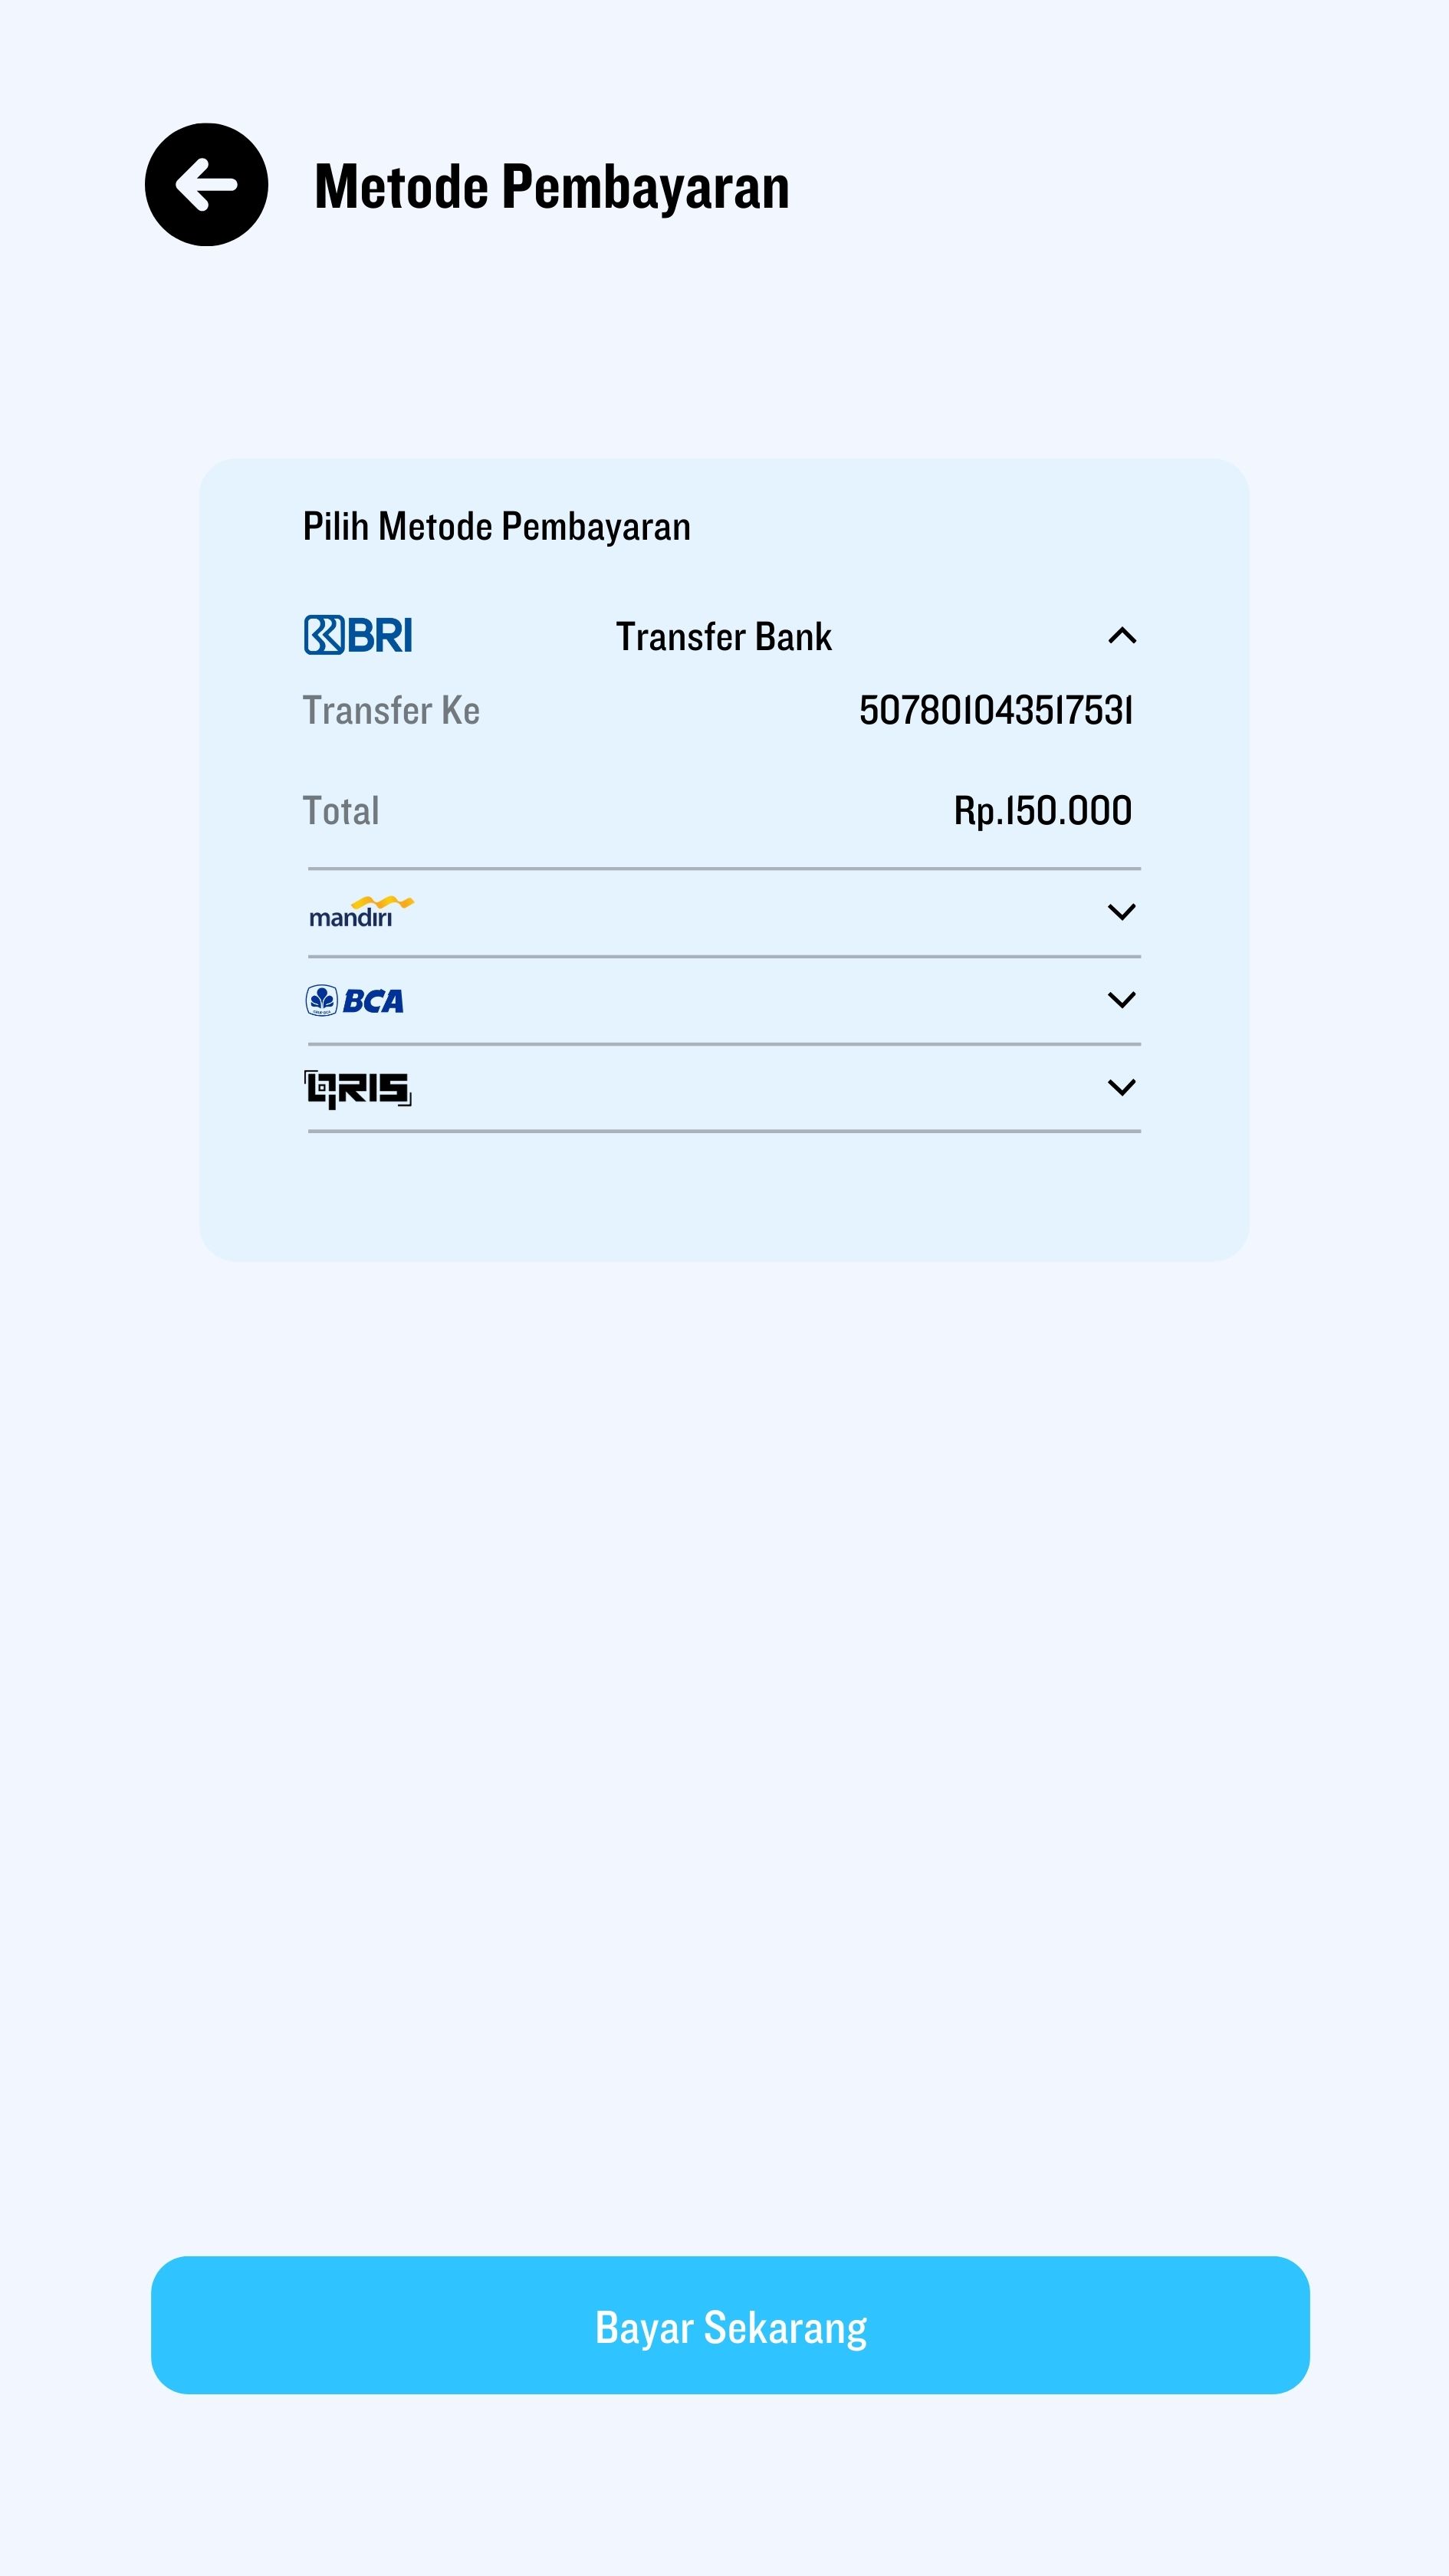 Metode Pembayaran
Pilih Metode Pembayaran
BRI Transfer Bank
Transfer Ke 507801043517531
Total Rp.150.000
mandiri
BCA
QRIS
Bayar Sekarang